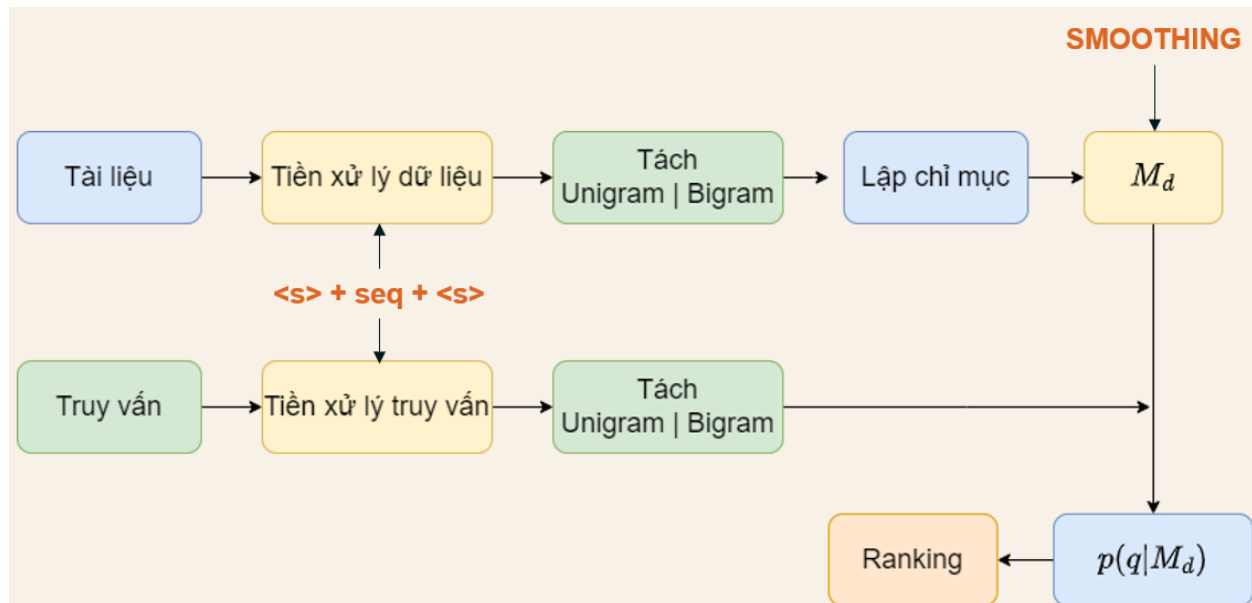 SMOOTHING
Tài liệu
Tiền xử lý dữ liệu
Tách
Unigram | Bigram
Lập chỉ mục
M_d
<s> + seq + <s>
Truy vấn
Tiền xử lý truy vấn
Tách
Unigram | Bigram
Ranking
p(q|M_d)